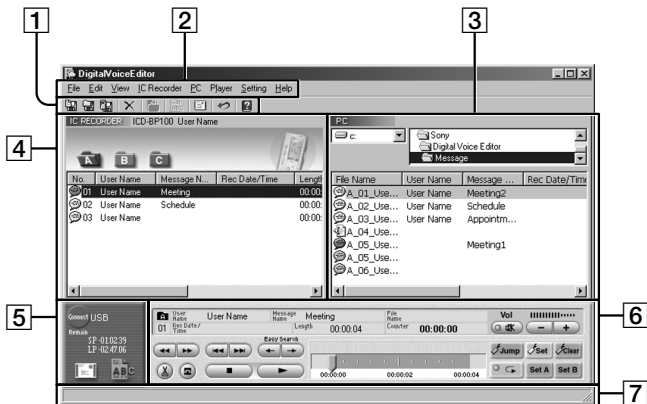 1
2
3
DigitalVoiceEditor
File Edit View IC Recorder PC Player Setting Help
4
IC RECORDER ICD-BP100 User Name
PC
c:
Sony
Digital Voice Editor
Message
A B C
No. User Name Message N... Rec Date/Time Length
File Name User Name Message ... Rec Date/Time
01 User Name Meeting 00:00:
A_01_Use... User Name Meeting2
02 User Name Schedule 00:00:
A_02_Use... User Name Schedule
03 User Name 00:00:
A_03_Use... User Name Appointm...
A_04_Use...
A_05_Use... Meeting1
A_05_Use...
A_06_Use...
5
6
Connect USB
Remain
SP -01:02:39
LP -02:47:06
ABC
A User Name User Name Message Name Meeting File Name
01 Rec Date/Time Length 00:00:04 Counter 00:00:00
Vol
- +
Easy Search
Jump Set Clear
Set A Set B
00:00:00 00:00:02 00:00:04
7